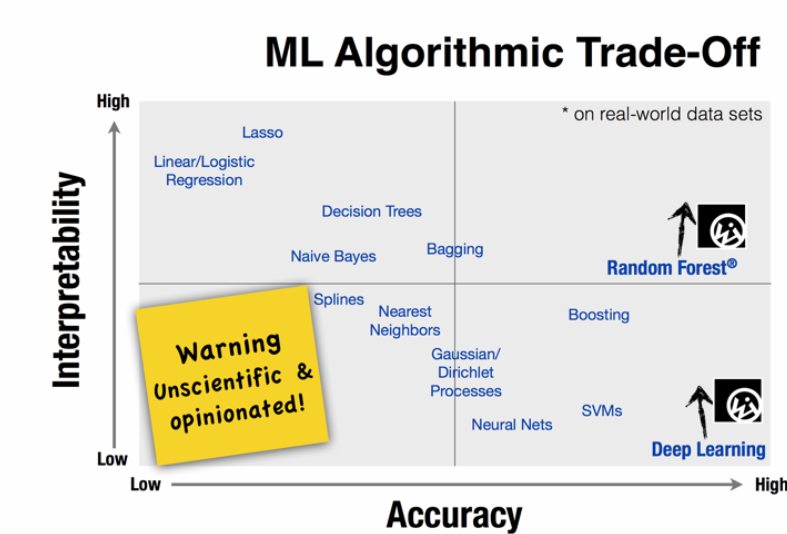 ML Algorithmic Trade-Off
High
* on real-world data sets
Lasso
Linear/Logistic
Regression
Decision Trees
Naive Bayes
Bagging
Random Forest®
Interpretability
Splines
Nearest
Neighbors
Boosting
Warning
Unscientific &
opinionated!
Gaussian/
Dirichlet
Processes
Neural Nets
SVMs
Deep Learning
Low
Low
High
Accuracy